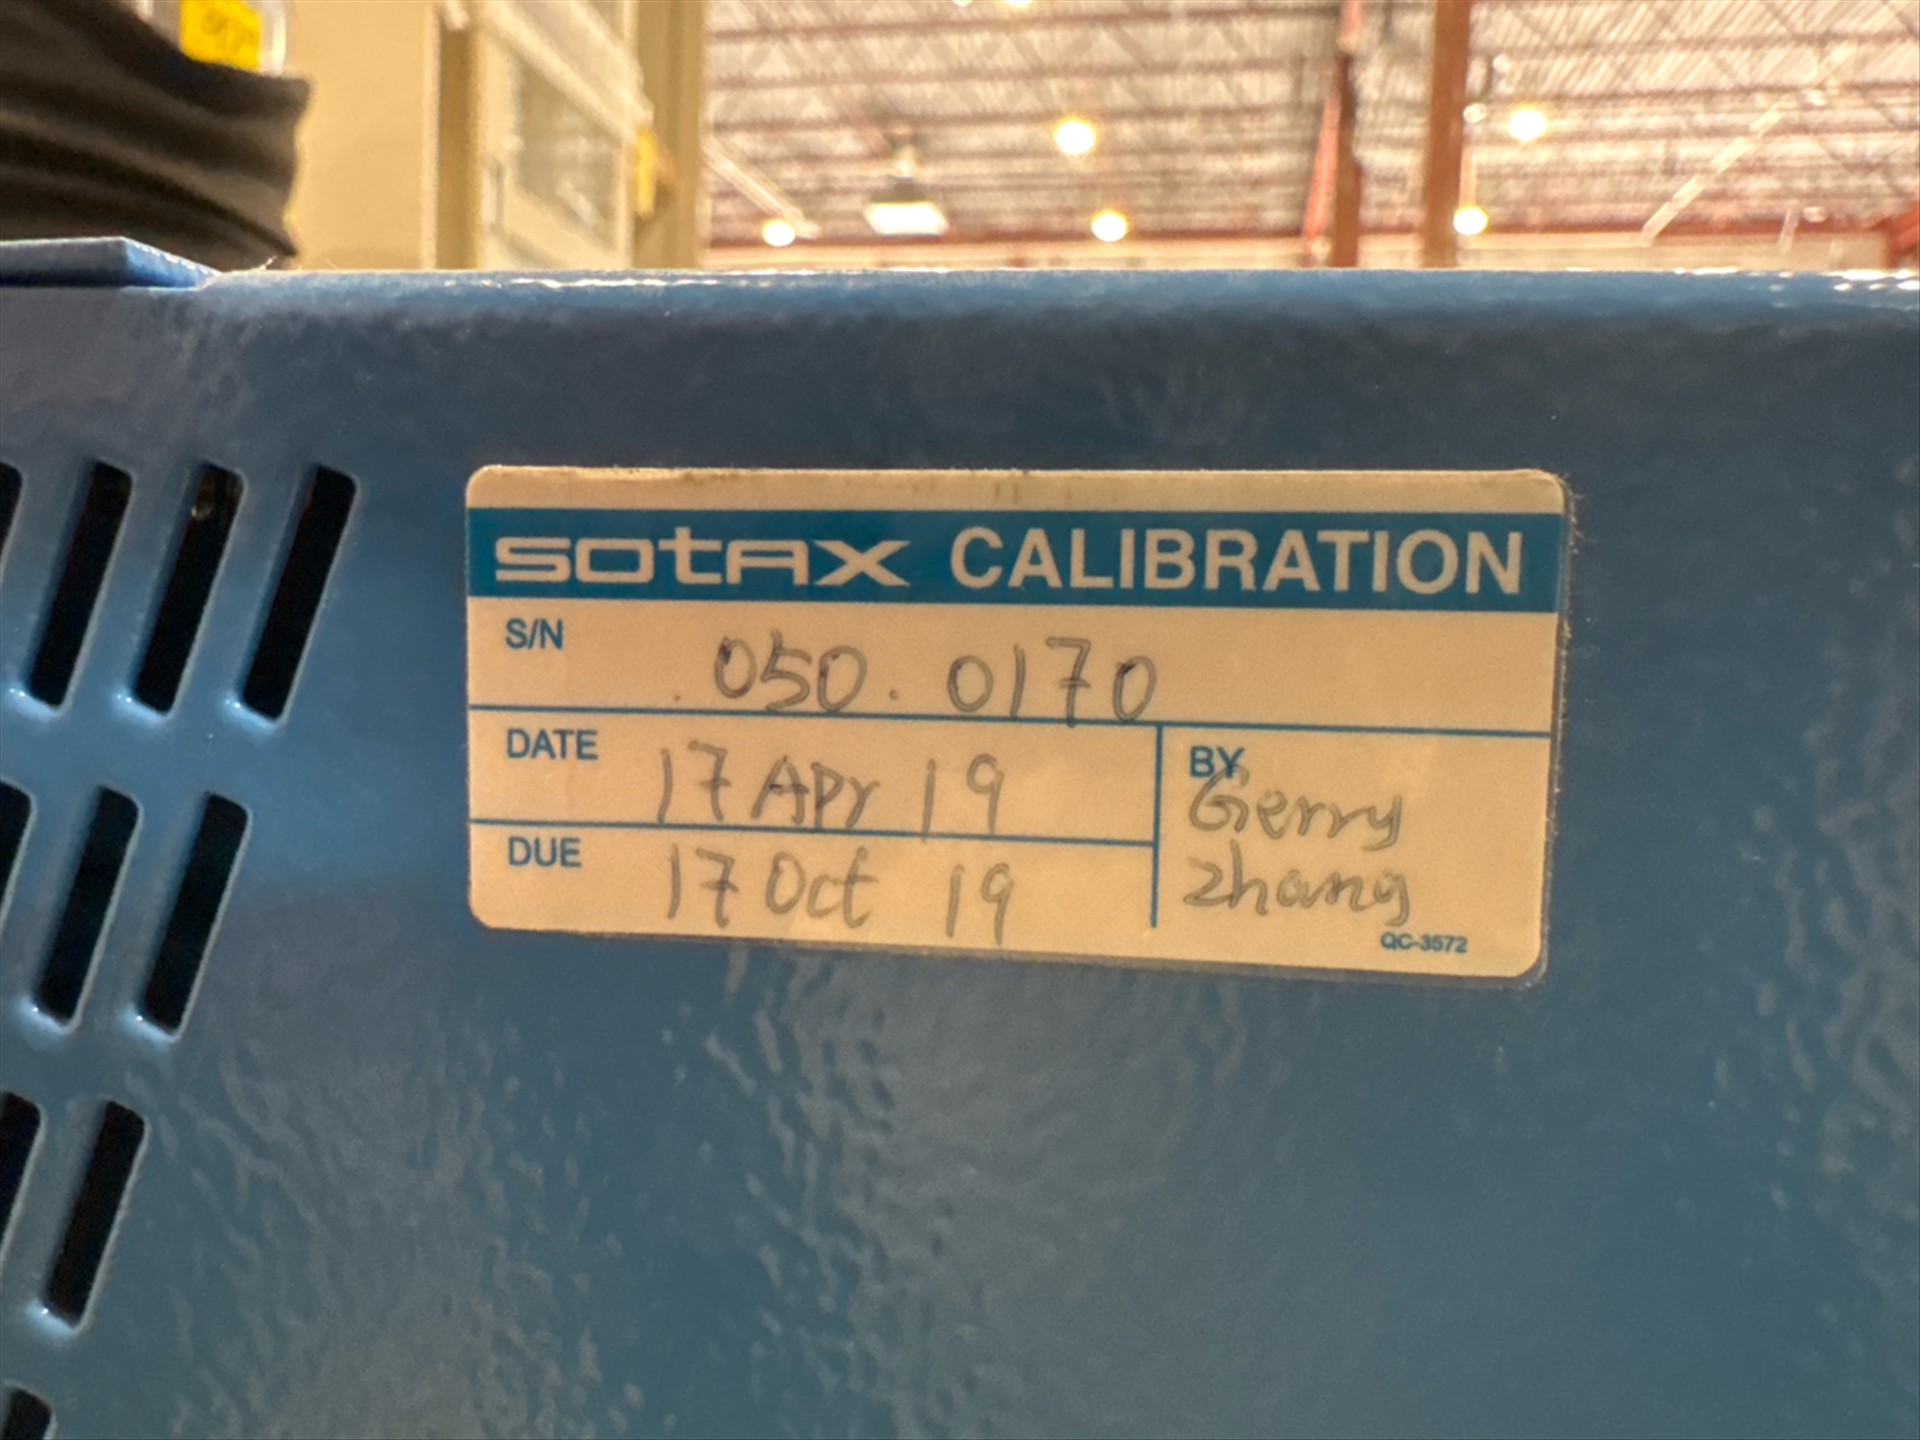 SOTAX CALIBRATION
S/N 050.0170
DATE 17 Apr 19
BY Gerry Zhang
DUE 17 Oct 19
QC-3572